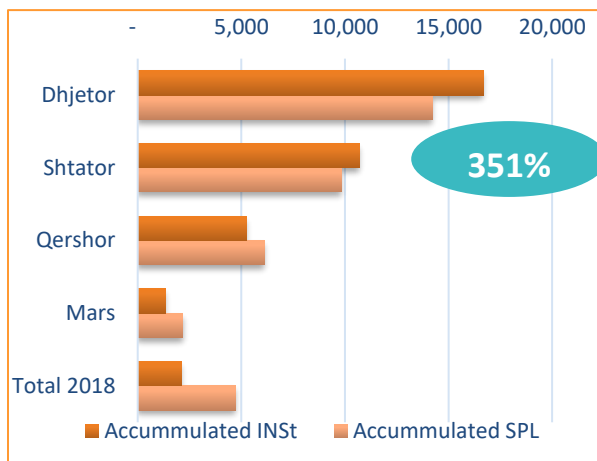 - 5,000 10,000 15,000 20,000
Dhjetor
Shtator
351%
Qershor
Mars
Total 2018
Accummulated INSt Accummulated SPL